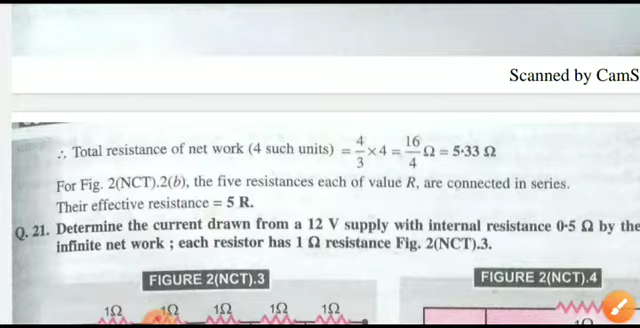 Scanned by CamS
∴ Total resistance of net work (4 such units) = 4/3 ×4 = 16/4 Ω = 5·33 Ω
For Fig. 2(NCT).2(b), the five resistances each of value R, are connected in series.
Their effective resistance = 5 R.
Q. 21. Determine the current drawn from a 12 V supply with internal resistance 0·5 Ω by the
infinite net work ; each resistor has 1 Ω resistance Fig. 2(NCT).3.
FIGURE 2(NCT).3
FIGURE 2(NCT).4
1Ω 1Ω 1Ω 1Ω 1Ω
1Ω